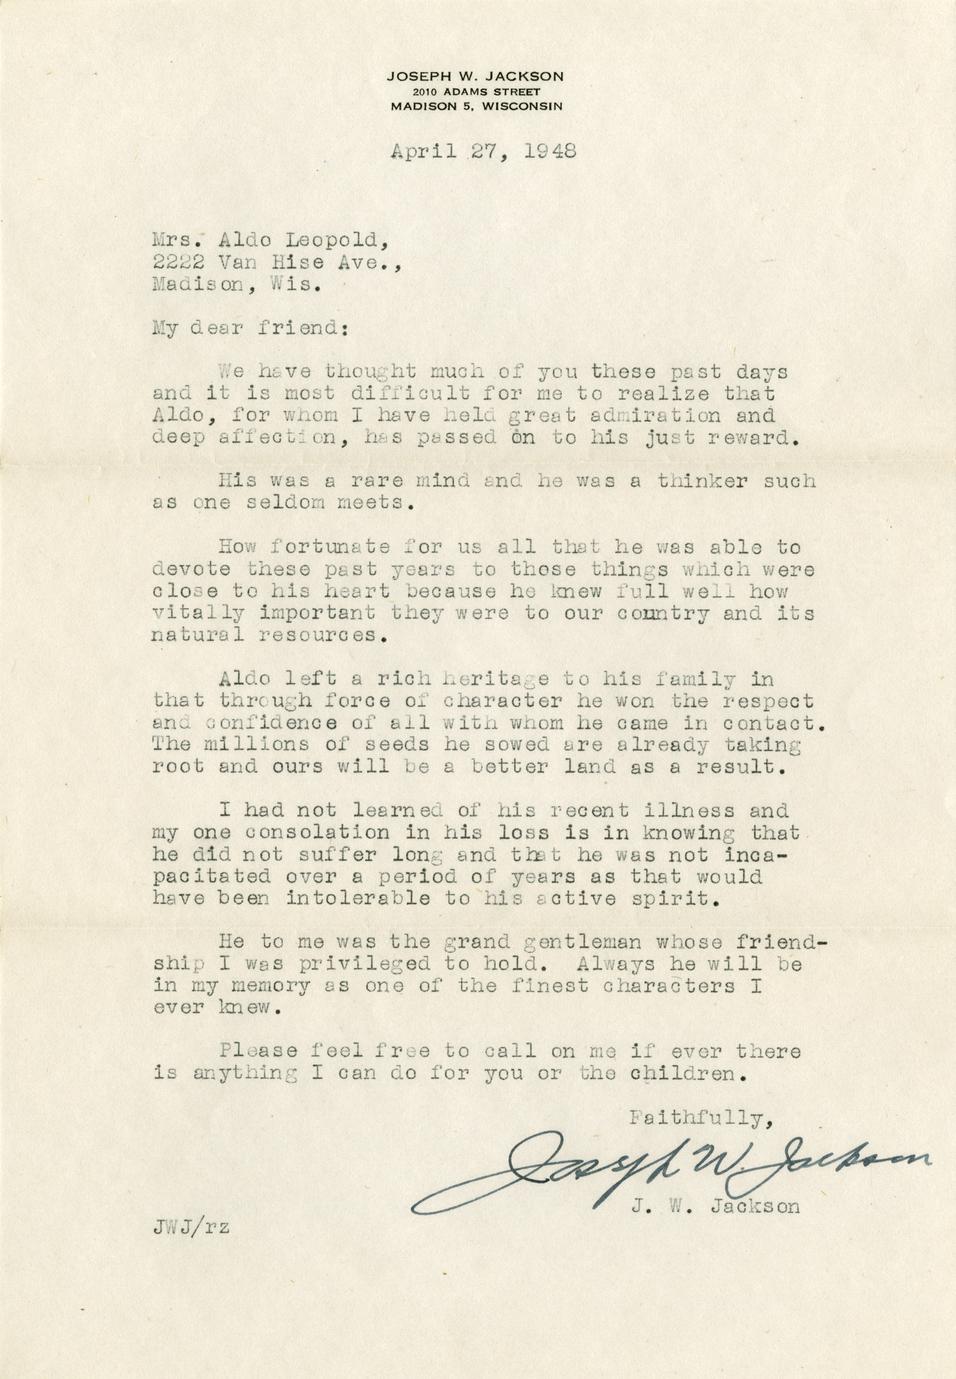 JOSEPH W. JACKSON
2010 ADAMS STREET
MADISON 5, WISCONSIN
April 27, 1948
Mrs. Aldo Leopold,
2222 Van Hise Ave.,
Madison, Wis.
My dear friend:
We have thought much of you these past days
and it is most difficult for me to realize that
Aldo, for whom I have held great admiration and
deep affection, has passed on to his just reward.
His was a rare mind and he was a thinker such
as one seldom meets.
How fortunate for us all that he was able to
devote these past years to those things which were
close to his heart because he knew full well how
vitally important they were to our country and its
natural resources.
Aldo left a rich heritage to his family in
that through force of character he won the respect
and confidence of all with whom he came in contact.
The millions of seeds he sowed are already taking
root and ours will be a better land as a result.
I had not learned of his recent illness and
my one consolation in his loss is in knowing that
he did not suffer long and that he was not inca-
pacitated over a period of years as that would
have been intolerable to his active spirit.
He to me was the grand gentleman whose friend-
ship I was privileged to hold.  Always he will be
in my memory as one of the finest characters I
ever knew.
Please feel free to call on me if ever there
is anything I can do for you or the children.
Faithfully,
Joseph W. Jackson
J. W. Jackson
JWJ/rz